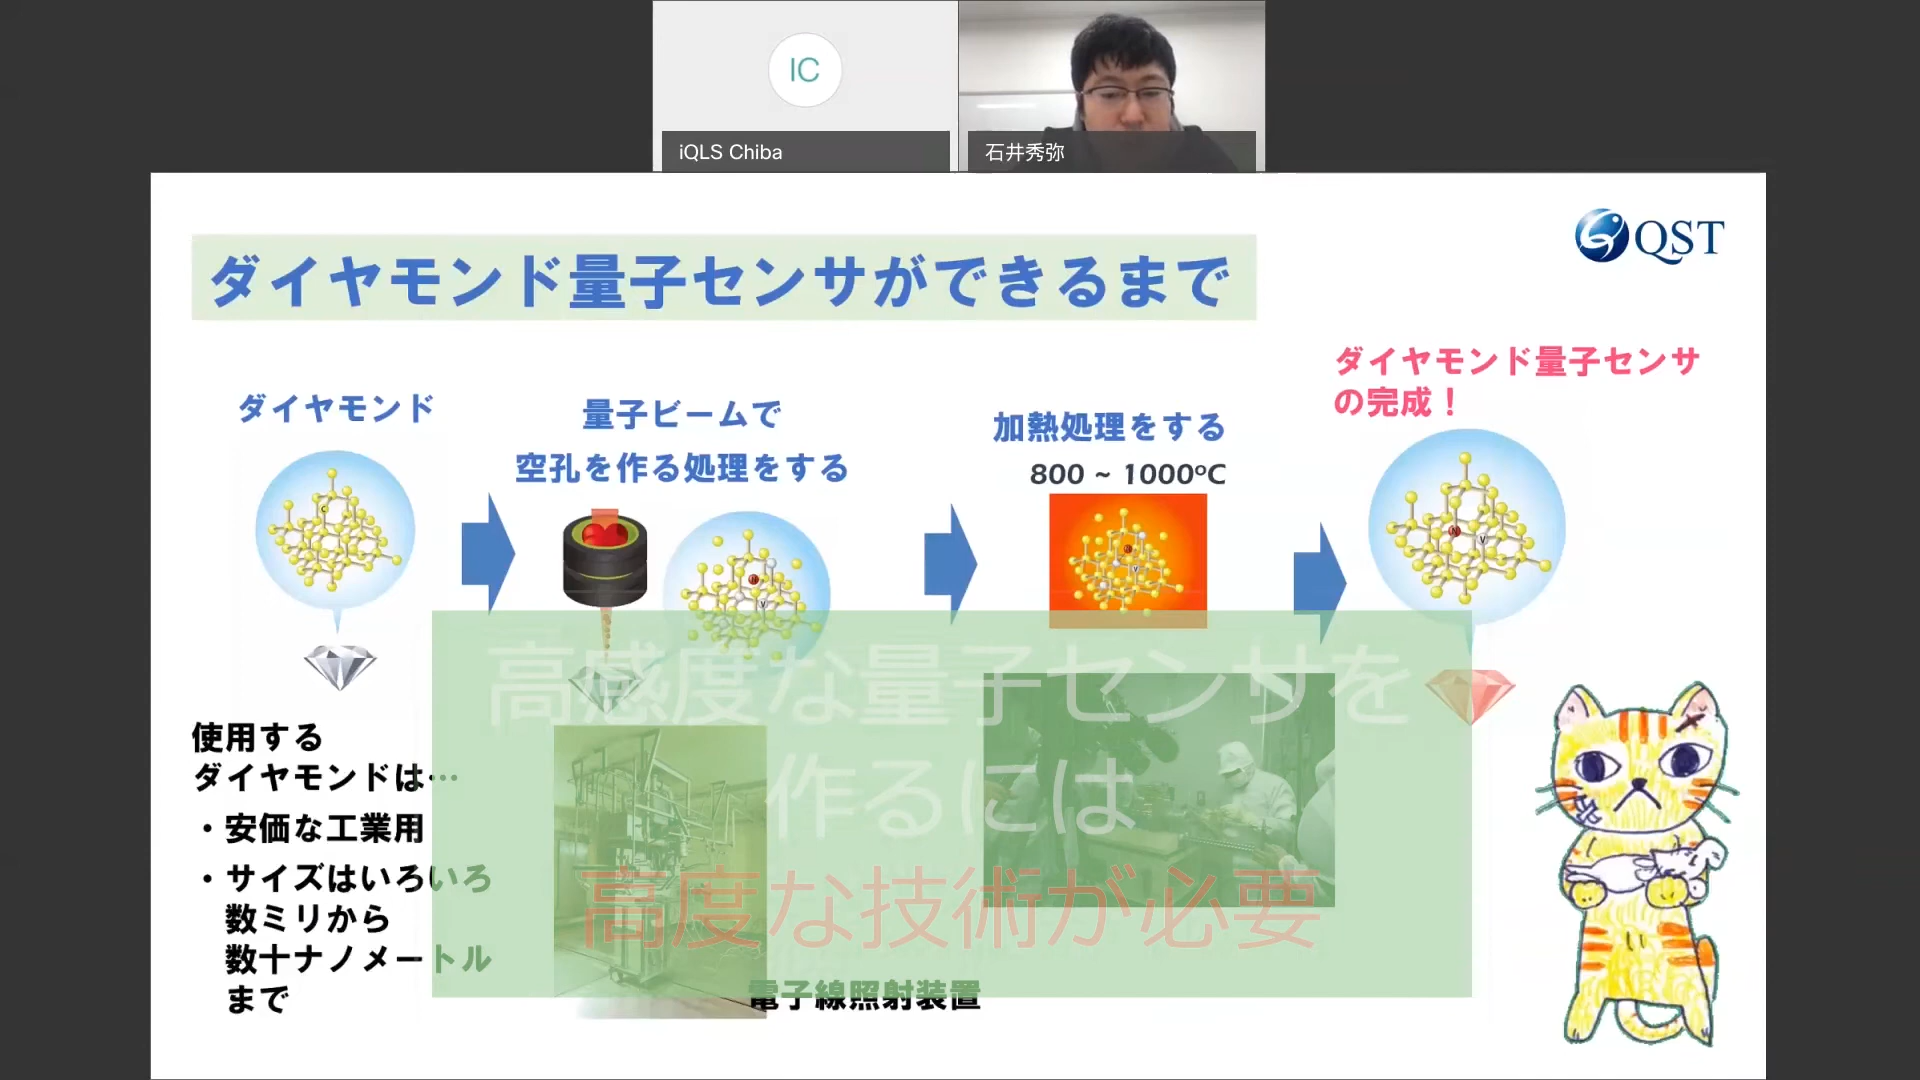 IC
iQLS Chiba
石井秀弥
QST
ダイヤモンド量子センサができるまで
ダイヤモンド
量子ビームで
空孔を作る処理をする
加熱処理をする
800 ~ 1000ºC
ダイヤモンド量子センサ
の完成！
C
N
V
N
V
N
V
使用する
ダイヤモンドは…
・安価な工業用
・サイズはいろいろ
数ミリから
数十ナノメートル
まで
高感度な量子センサを
作るには
高度な技術が必要
電子線照射装置